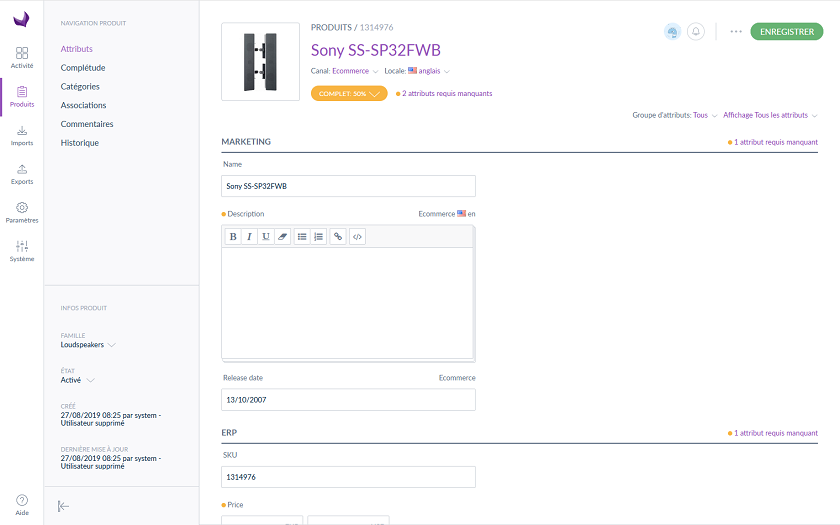 Activité
Produits
Imports
Exports
Paramètres
Système
Aide
NAVIGATION PRODUIT
Attributs
Complétude
Catégories
Associations
Commentaires
Historique
INFOS PRODUIT
FAMILLE
Loudspeakers
ÉTAT
Activé
CRÉÉ
27/08/2019 08:25 par system -
Utilisateur supprimé
DERNIÈRE MISE À JOUR
27/08/2019 08:25 par system -
Utilisateur supprimé
PRODUITS / 1314976
Sony SS-SP32FWB
Canal: Ecommerce Locale: anglais
COMPLET: 50% 2 attributs requis manquants
ENREGISTRER
Groupe d'attributs: Tous Affichage Tous les attributs
MARKETING 1 attribut requis manquant
Name
Sony SS-SP32FWB
Description Ecommerce en
B I U </>
Release date Ecommerce
13/10/2007
ERP 1 attribut requis manquant
SKU
1314976
Price